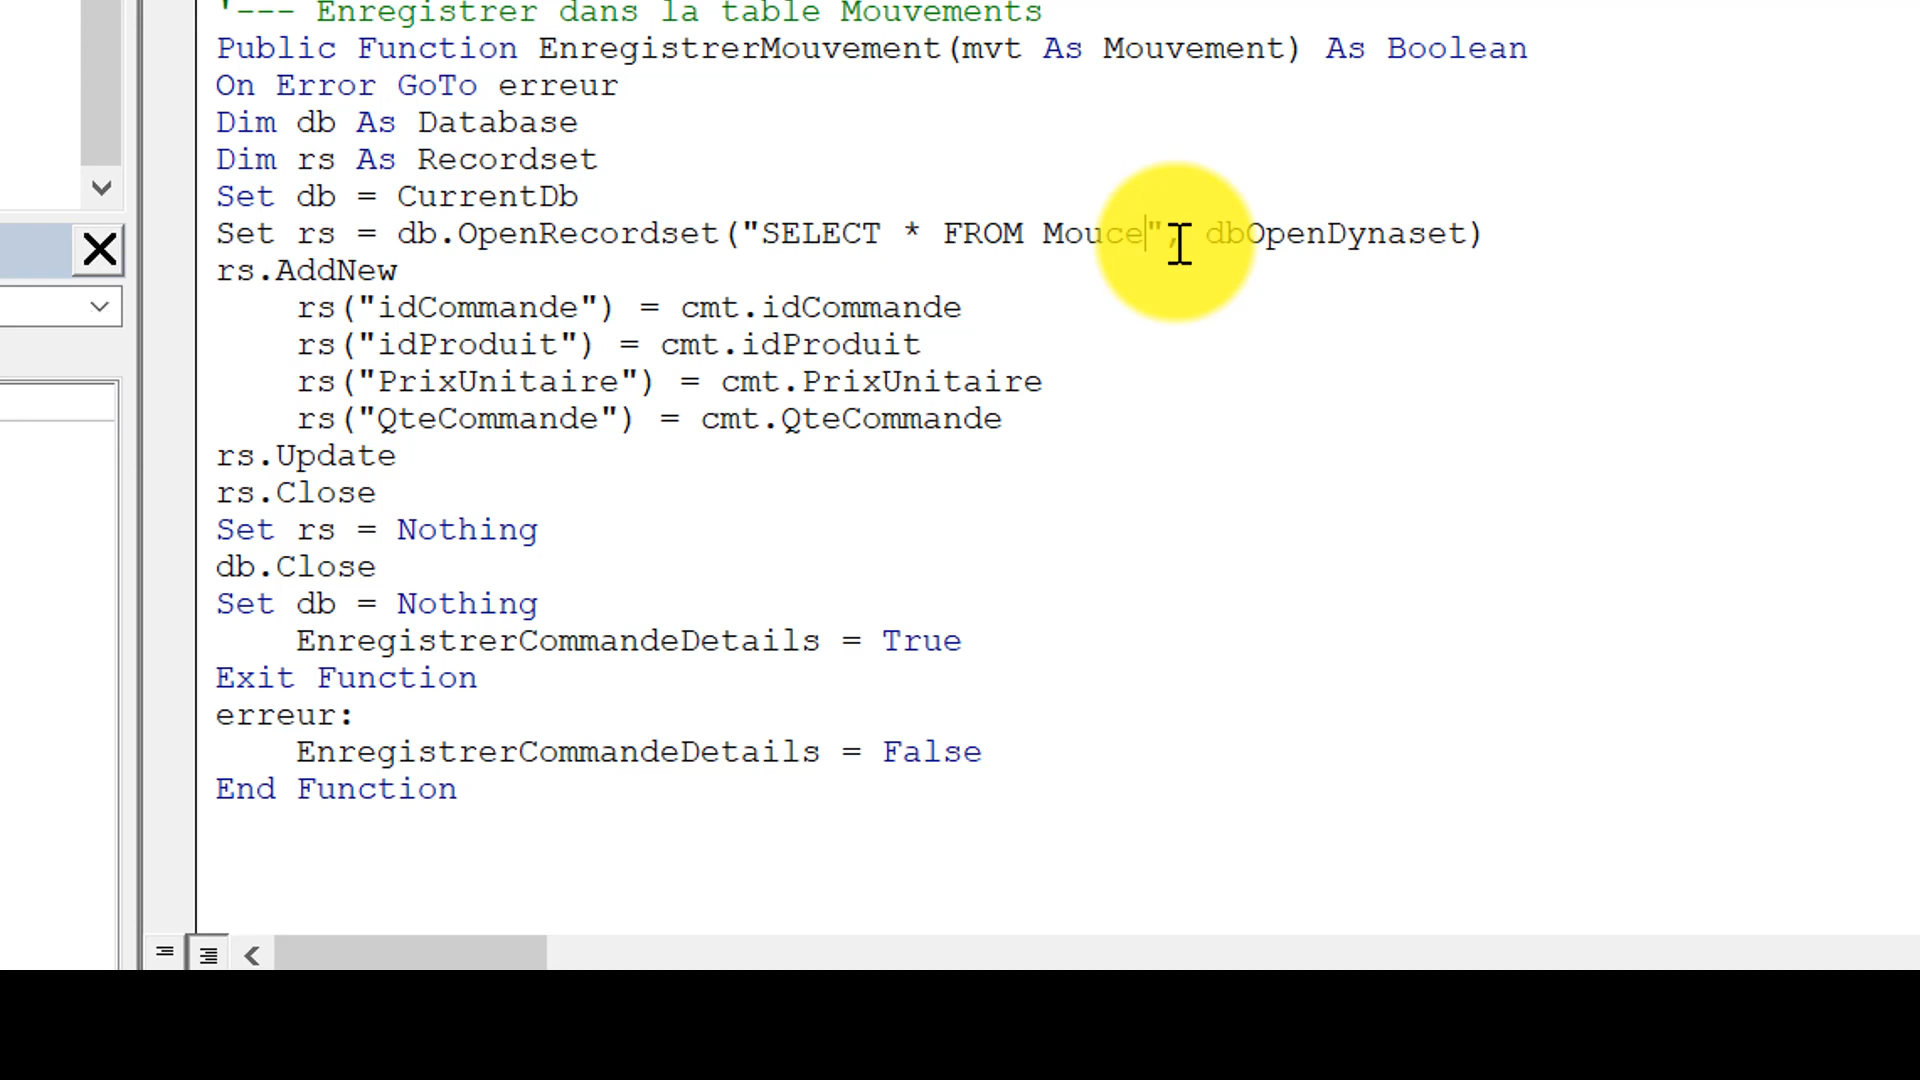 '--- Enregistrer dans la table Mouvements
Public Function EnregistrerMouvement(mvt As Mouvement) As Boolean
On Error GoTo erreur
Dim db As Database
Dim rs As Recordset
Set db = CurrentDb
Set rs = db.OpenRecordset("SELECT * FROM Mouce", dbOpenDynaset)
rs.AddNew
    rs("idCommande") = cmt.idCommande
    rs("idProduit") = cmt.idProduit
    rs("PrixUnitaire") = cmt.PrixUnitaire
    rs("QteCommande") = cmt.QteCommande
rs.Update
rs.Close
Set rs = Nothing
db.Close
Set db = Nothing
    EnregistrerCommandeDetails = True
Exit Function
erreur:
    EnregistrerCommandeDetails = False
End Function